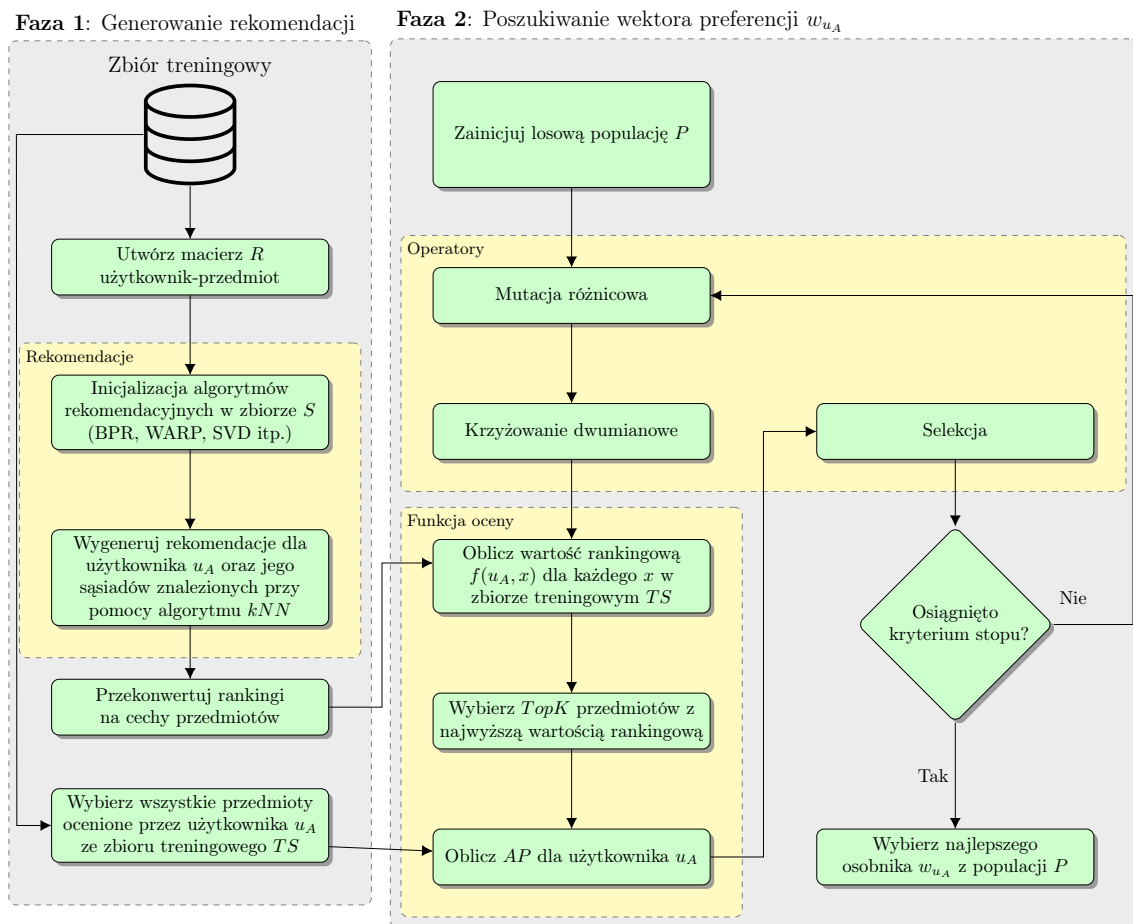 Faza 1: Generowanie rekomendacji
Zbiór treningowy
Utwórz macierz R
użytkownik-przedmiot
Rekomendacje
Inicjalizacja algorytmów
rekomendacyjnych w zbiorze S
(BPR, WARP, SVD itp.)
Wygeneruj rekomendacje dla
użytkownika u_A oraz jego
sąsiadów znalezionych przy
pomocy algorytmu kNN
Przekonwertuj rankingi
na cechy przedmiotów
Wybierz wszystkie przedmioty
ocenione przez użytkownika u_A
ze zbioru treningowego TS
Faza 2: Poszukiwanie wektora preferencji w_{u_A}
Zainicjuj losową populację P
Operatory
Mutacja różnicowa
Krzyżowanie dwumianowe
Selekcja
Funkcja oceny
Oblicz wartość rankingową
f(u_A, x) dla każdego x w
zbiorze treningowym TS
Wybierz TopK przedmiotów z
najwyższą wartością rankingową
Oblicz AP dla użytkownika u_A
Osiągnięto
kryterium stopu?
Nie
Tak
Wybierz najlepszego
osobnika w_{u_A} z populacji P